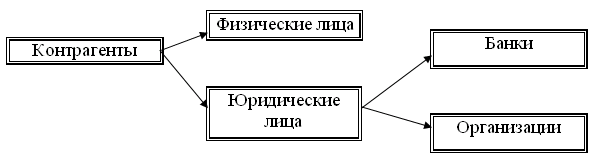 Контрагенты
Физические лица
Юридические
лица
Банки
Организации